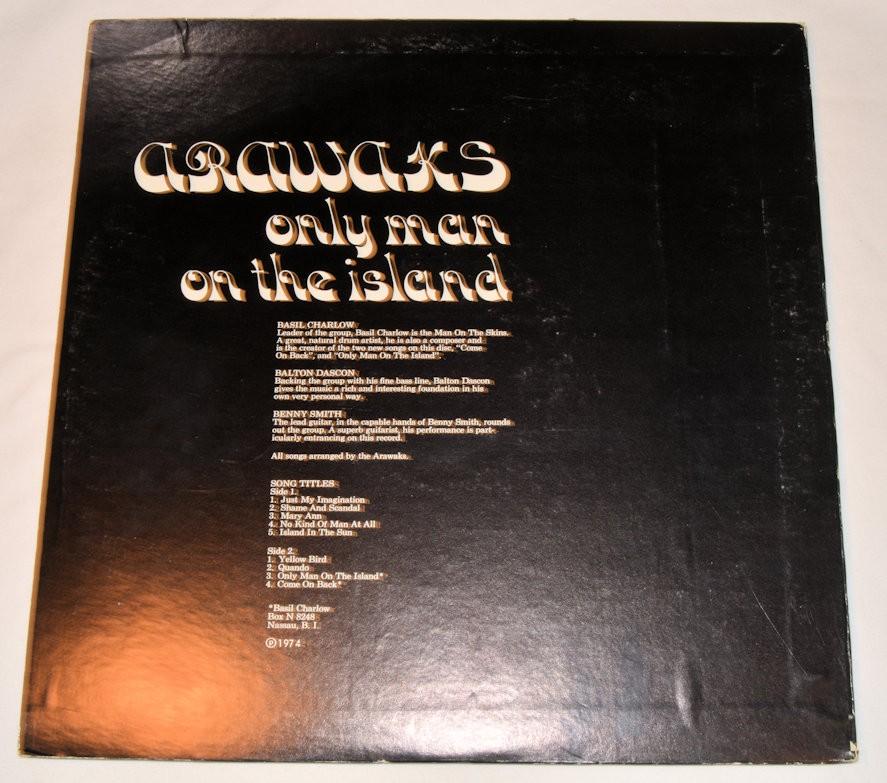 ARAWAKS
only man
on the island
BASIL CHARLOW
Leader of the group, Basil Charlow is the Man On The Skins.
A great, natural drum artist, he is also a composer and
is the creator of the two new songs on this disc, "Come
On Back", and "Only Man On The Island".
BALTON DASCON
Backing the group with his fine bass line, Balton Dascon
gives the music a rich and interesting foundation in his
own very personal way.
BENNY SMITH
The lead guitar, in the capable hands of Benny Smith, rounds
out the group. A superb guitarist, his performance is part-
icularly entrancing on this record.
All songs arranged by the Arawaks.
SONG TITLES
Side 1.
1. Just My Imagination
2. Shame And Scandal
3. Mary Ann
4. No Kind Of Man At All
5. Island In The Sun
Side 2.
1. Yellow Bird
2. Quando
3. Only Man On The Island*
4. Come On Back*
*Basil Charlow
Box N 8248
Nassau, B. I.
℗1974